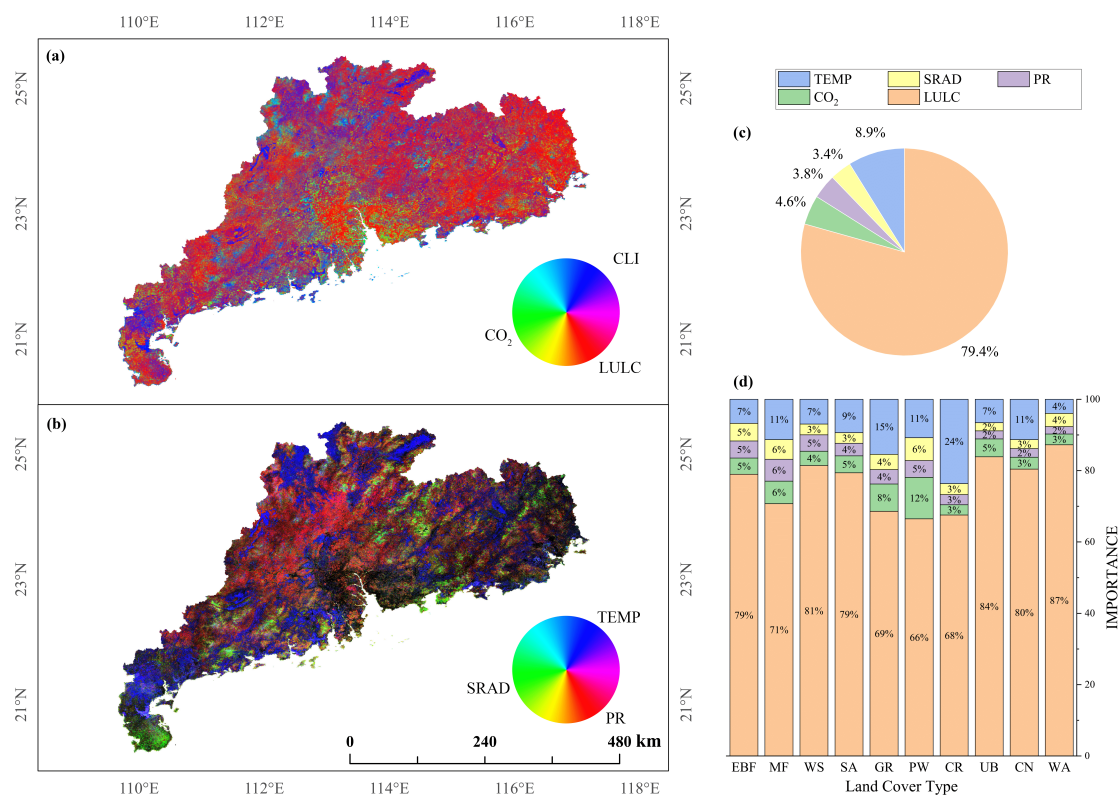 110°E 112°E 114°E 116°E 118°E
(a)
25°N
23°N
21°N
25°N
23°N
21°N
CLI
CO2
LULC
(b)
25°N
23°N
21°N
25°N
23°N
21°N
TEMP
SRAD
PR
0 240 480 km
110°E 112°E 114°E 116°E 118°E
TEMP SRAD PR
CO2 LULC
(c)
8.9%
3.4%
3.8%
4.6%
79.4%
(d)
7% 11% 7% 9% 15% 11% 24% 7% 11% 4%
5% 6% 3% 3% 4% 6% 3% 2% 3% 4%
5% 6% 5% 4% 4% 5% 3% 2% 2% 2%
5% 6% 4% 5% 8% 12% 3% 5% 3% 3%
79% 71% 81% 79% 69% 66% 68% 84% 80% 87%
100
80
60
40
20
0
IMPORTANCE
EBF MF WS SA GR PW CR UB CN WA
Land Cover Type